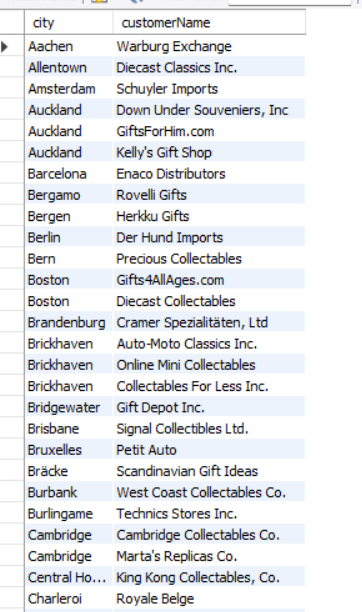 city customerName
Aachen Warburg Exchange
Allentown Diecast Classics Inc.
Amsterdam Schuyler Imports
Auckland Down Under Souveniers, Inc
Auckland GiftsForHim.com
Auckland Kelly's Gift Shop
Barcelona Enaco Distributors
Bergamo Rovelli Gifts
Bergen Herkku Gifts
Berlin Der Hund Imports
Bern Precious Collectables
Boston Gifts4AllAges.com
Boston Diecast Collectables
Brandenburg Cramer Spezialitäten, Ltd
Brickhaven Auto-Moto Classics Inc.
Brickhaven Online Mini Collectables
Brickhaven Collectables For Less Inc.
Bridgewater Gift Depot Inc.
Brisbane Signal Collectibles Ltd.
Bruxelles Petit Auto
Bräcke Scandinavian Gift Ideas
Burbank West Coast Collectables Co.
Burlingame Technics Stores Inc.
Cambridge Cambridge Collectables Co.
Cambridge Marta's Replicas Co.
Central Ho... King Kong Collectables, Co.
Charleroi Royale Belge